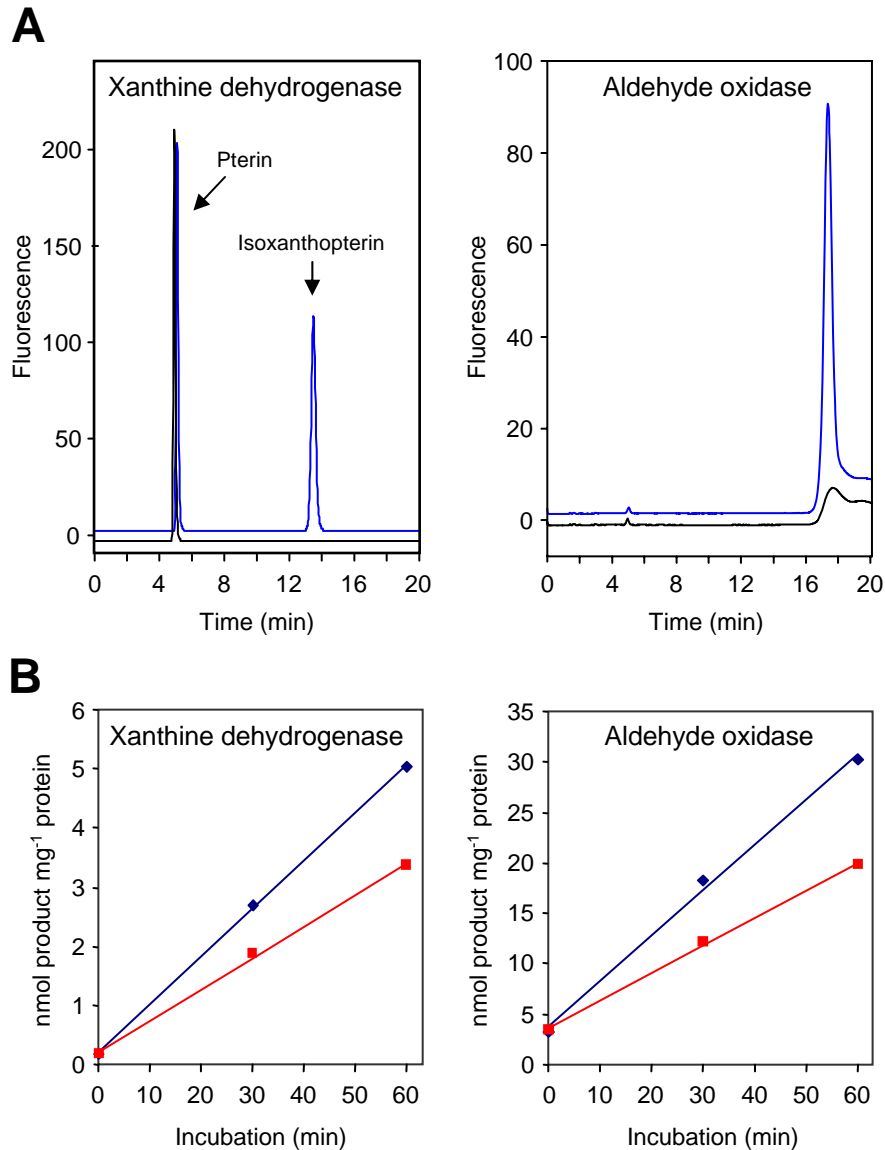 A
Xanthine dehydrogenase
Pterin
Isoxanthopterin
Fluorescence
200
150
100
50
0
0 4 8 12 16 20
Time (min)
Aldehyde oxidase
Fluorescence
100
80
60
40
20
0
0 4 8 12 16 20
Time (min)
B
Xanthine dehydrogenase
nmol product mg-1 protein
6
5
4
3
2
1
0
0 10 20 30 40 50 60
Incubation (min)
Aldehyde oxidase
nmol product mg-1 protein
35
30
25
20
15
10
5
0
0 10 20 30 40 50 60
Incubation (min)